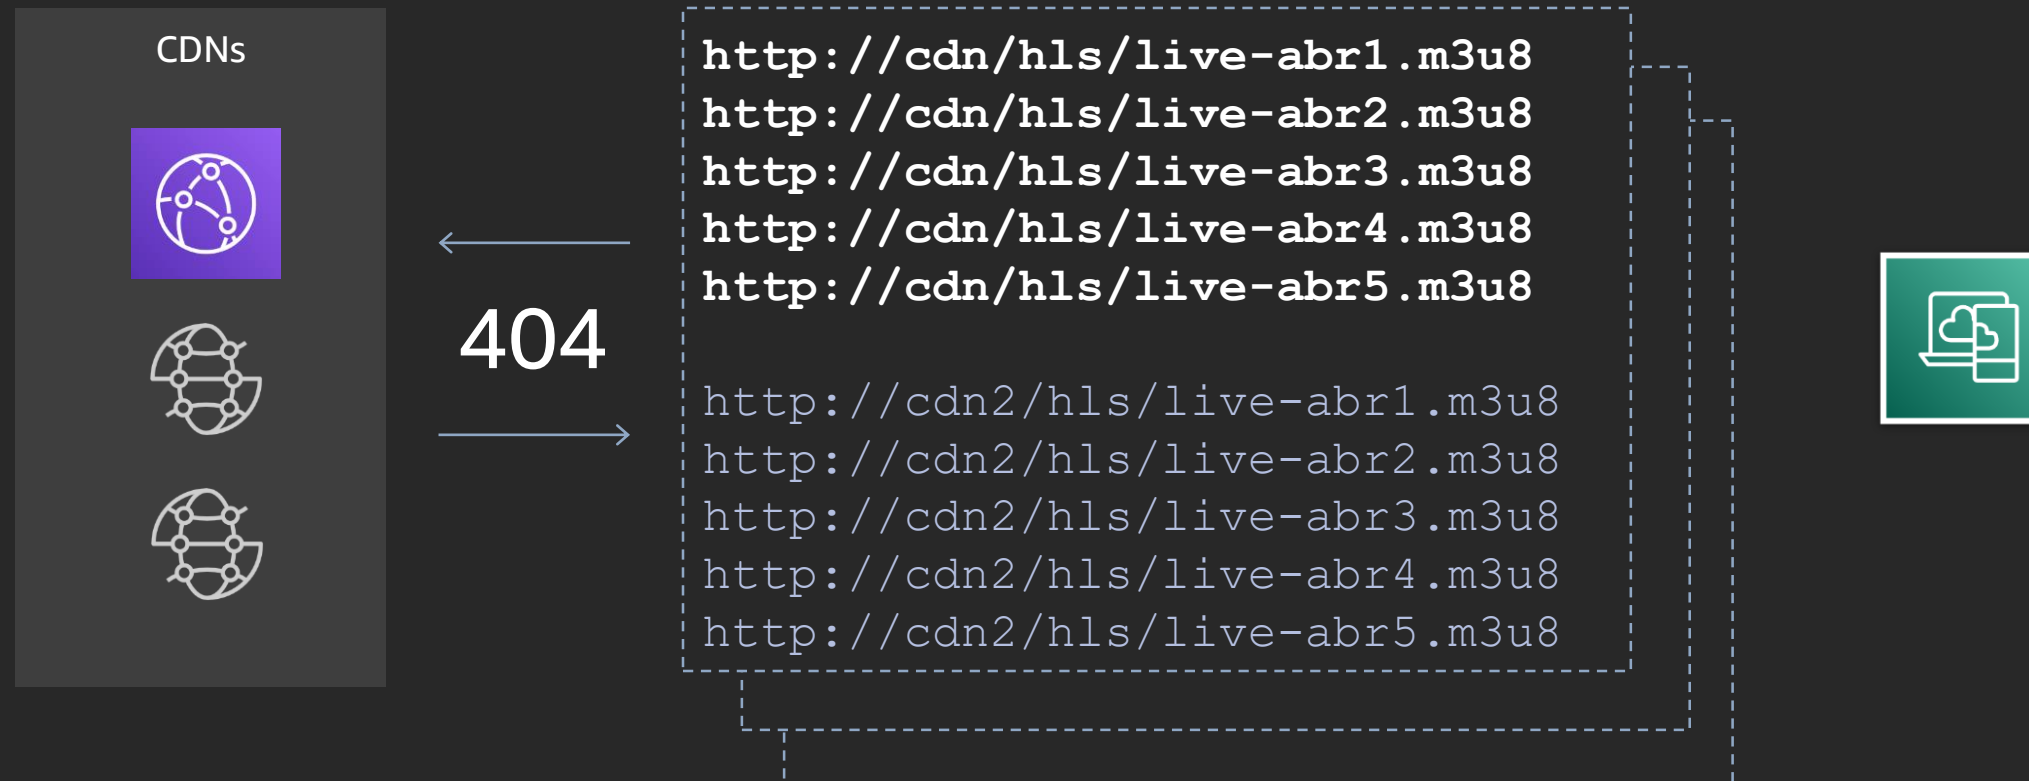 CDNs
404
http://cdn/hls/live-abr1.m3u8
http://cdn/hls/live-abr2.m3u8
http://cdn/hls/live-abr3.m3u8
http://cdn/hls/live-abr4.m3u8
http://cdn/hls/live-abr5.m3u8
http://cdn2/hls/live-abr1.m3u8
http://cdn2/hls/live-abr2.m3u8
http://cdn2/hls/live-abr3.m3u8
http://cdn2/hls/live-abr4.m3u8
http://cdn2/hls/live-abr5.m3u8